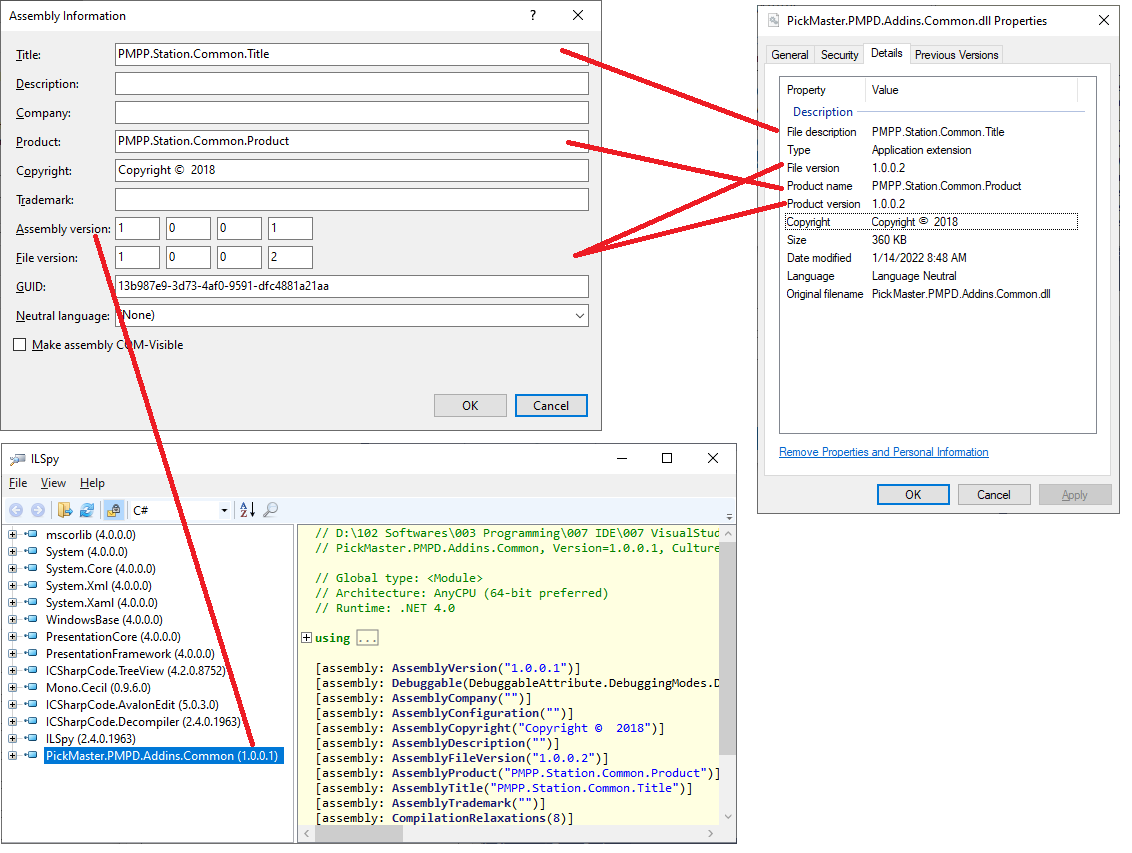 Assembly Information
?
Title: PMPP.Station.Common.Title
Description:
Company:
Product: PMPP.Station.Common.Product
Copyright: Copyright © 2018
Trademark:
Assembly version: 1 0 0 1
File version: 1 0 0 2
GUID: 13b987e9-3d73-4af0-9591-dfc4881a21aa
Neutral language: (None)
Make assembly COM-Visible
OK Cancel
PickMaster.PMPD.Addins.Common.dll Properties
General Security Details Previous Versions
Property Value
Description
File description PMPP.Station.Common.Title
Type Application extension
File version 1.0.0.2
Product name PMPP.Station.Common.Product
Product version 1.0.0.2
Copyright Copyright © 2018
Size 360 KB
Date modified 1/14/2022 8:48 AM
Language Language Neutral
Original filename PickMaster.PMPD.Addins.Common.dll
Remove Properties and Personal Information
OK Cancel Apply
ILSpy
File View Help
C#
mscorlib (4.0.0.0)
System (4.0.0.0)
System.Core (4.0.0.0)
System.Xml (4.0.0.0)
System.Xaml (4.0.0.0)
WindowsBase (4.0.0.0)
PresentationCore (4.0.0.0)
PresentationFramework (4.0.0.0)
ICSharpCode.TreeView (4.2.0.8752)
Mono.Cecil (0.9.6.0)
ICSharpCode.AvalonEdit (5.0.3.0)
ICSharpCode.Decompiler (2.4.0.1963)
ILSpy (2.4.0.1963)
PickMaster.PMPD.Addins.Common (1.0.0.1)
// D:\102 Softwares\003 Programming\007 IDE\007 VisualStud
// PickMaster.PMPD.Addins.Common, Version=1.0.0.1, Culture
// Global type: <Module>
// Architecture: AnyCPU (64-bit preferred)
// Runtime: .NET 4.0
using ...
[assembly: AssemblyVersion("1.0.0.1")]
[assembly: Debuggable(DebuggableAttribute.DebuggingModes.D
[assembly: AssemblyCompany("")]
[assembly: AssemblyConfiguration("")]
[assembly: AssemblyCopyright("Copyright ©  2018")]
[assembly: AssemblyDescription("")]
[assembly: AssemblyFileVersion("1.0.0.2")]
[assembly: AssemblyProduct("PMPP.Station.Common.Product")]
[assembly: AssemblyTitle("PMPP.Station.Common.Title")]
[assembly: AssemblyTrademark("")]
[assembly: CompilationRelaxations(8)]